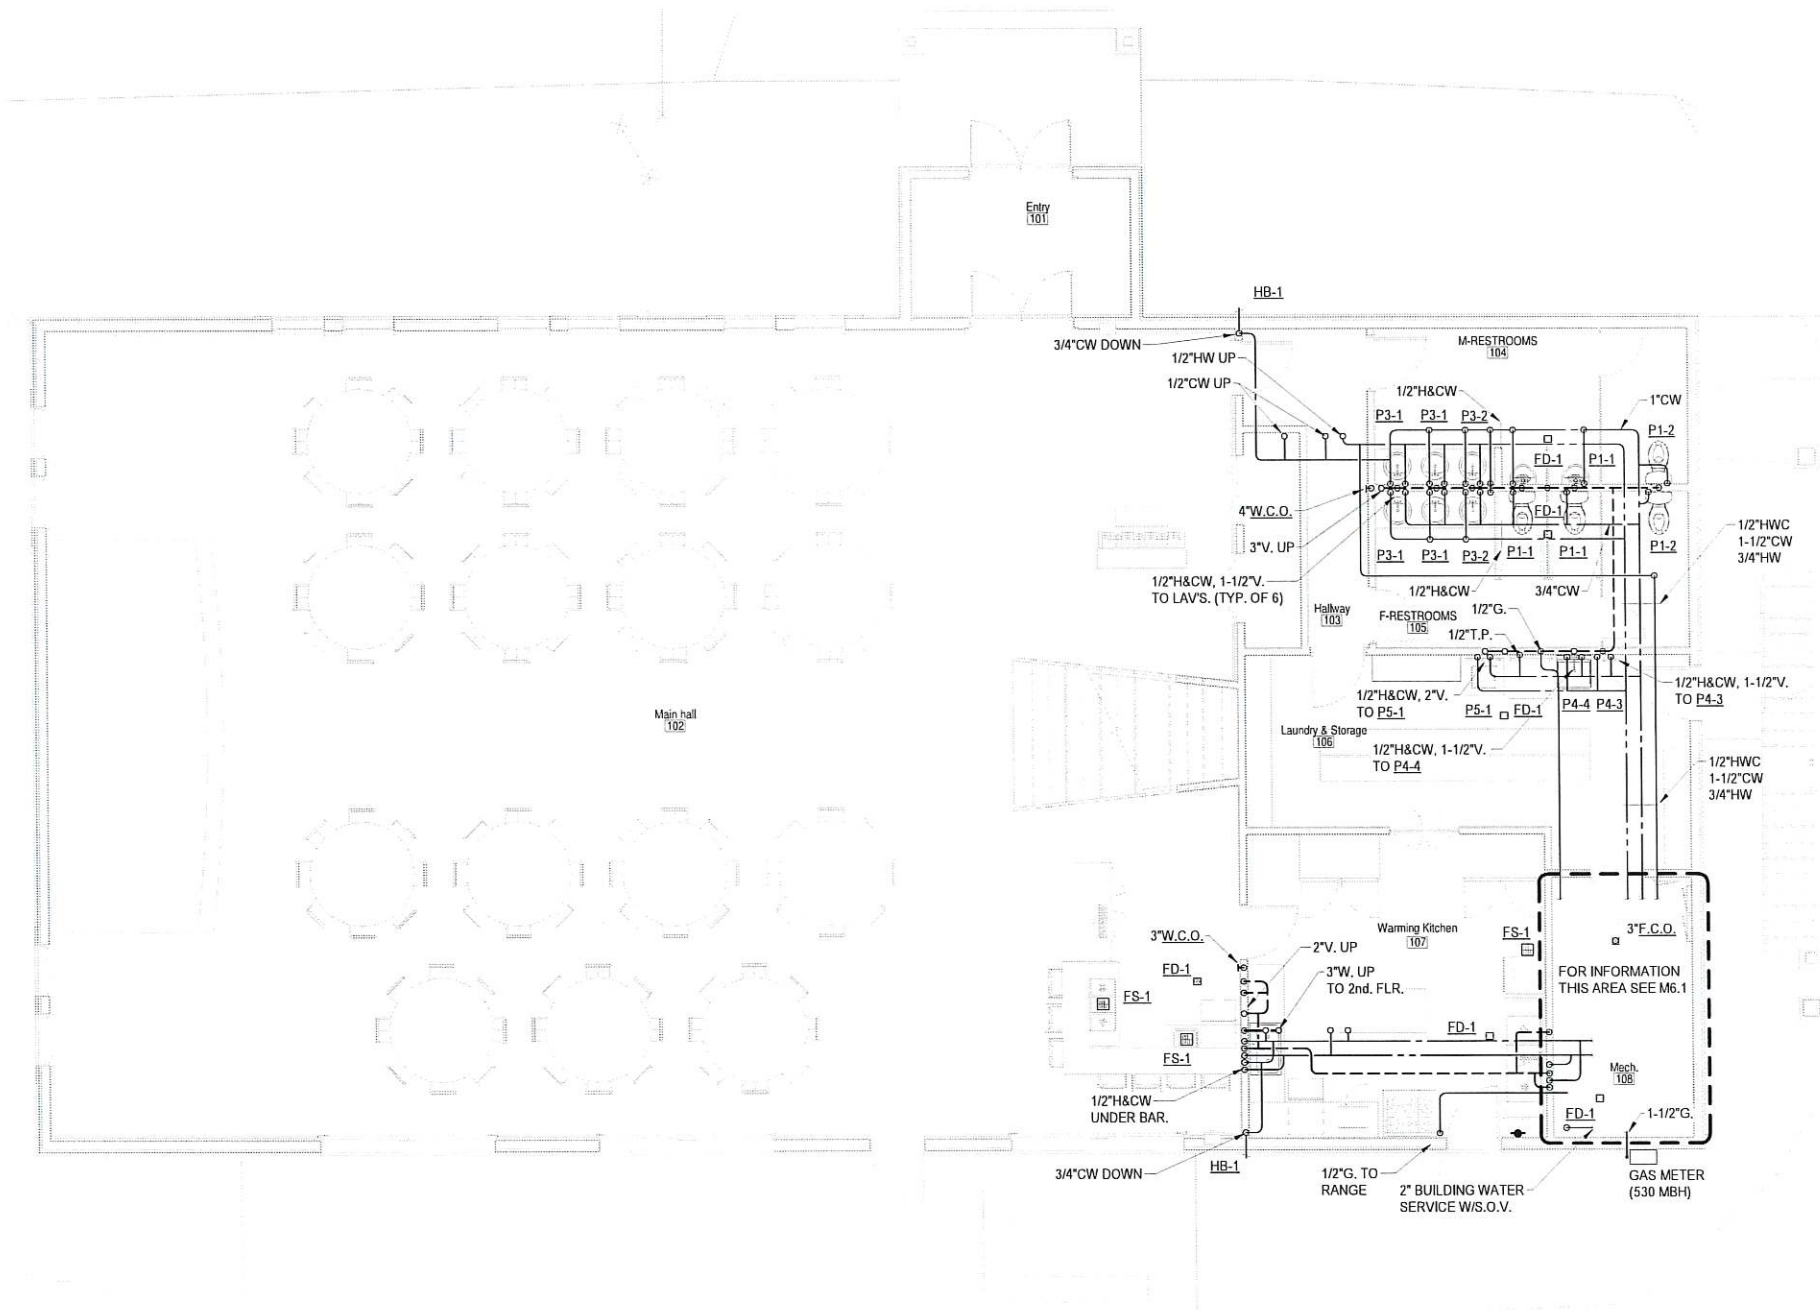 Entry
101
HB-1
3/4"CW DOWN
1/2"HW UP
1/2"CW UP
M-RESTROOMS
104
1/2"H&CW
1"CW
P3-1
P3-1
P3-2
FD-1
P1-1
P1-2
4"W.C.O.
3"V. UP
FD-1
P3-1
P3-1
P3-2
P1-1
P1-1
P1-2
1/2"HWC
1-1/2"CW
3/4"HW
1/2"H&CW, 1-1/2"V.
TO LAV'S. (TYP. OF 6)
1/2"H&CW
3/4"CW
Hallway
103
F-RESTROOMS
105
1/2"G.
1/2"T.P.
1/2"H&CW, 2"V.
TO P5-1
P5-1
FD-1
P4-4
P4-3
1/2"H&CW, 1-1/2"V.
TO P4-3
Main hall
102
Laundry & Storage
106
1/2"H&CW, 1-1/2"V.
TO P4-4
1/2"HWC
1-1/2"CW
3/4"HW
Warming Kitchen
107
3"W.C.O.
2"V. UP
3"W. UP
TO 2nd. FLR.
FD-1
FS-1
FS-1
3"F.C.O.
FOR INFORMATION
THIS AREA SEE M6.1
FD-1
FS-1
Mech.
108
1/2"H&CW
UNDER BAR.
FD-1
1-1/2"G.
3/4"CW DOWN
HB-1
1/2"G. TO
RANGE
2" BUILDING WATER
SERVICE W/S.O.V.
GAS METER
(530 MBH)